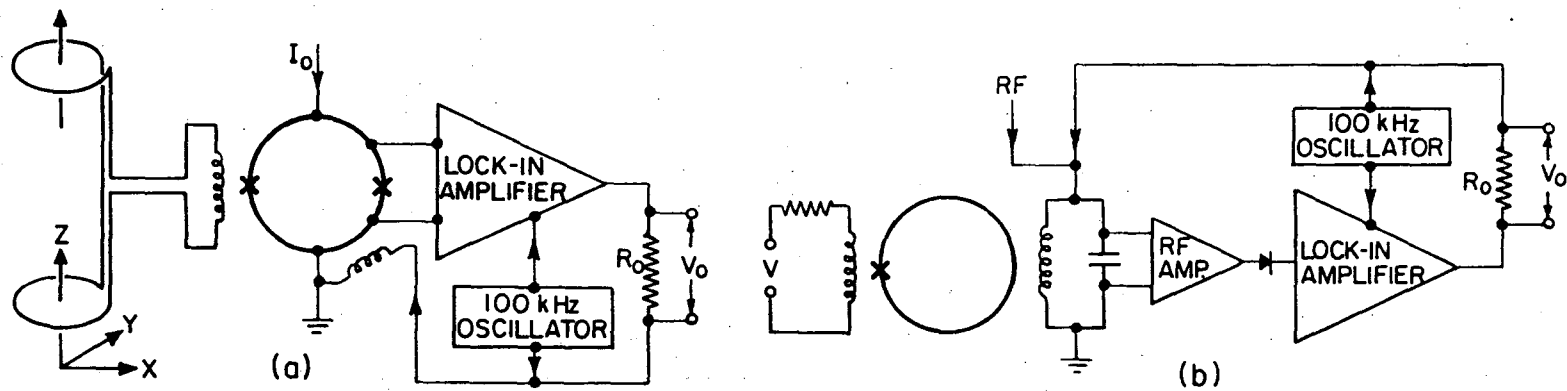 I₀
LOCK-IN
AMPLIFIER
Z
Y
X
100 kHz
OSCILLATOR
R₀
V₀
(a)
RF
100 kHz
OSCILLATOR
R₀
V₀
V
RF
AMP.
LOCK-IN
AMPLIFIER
(b)